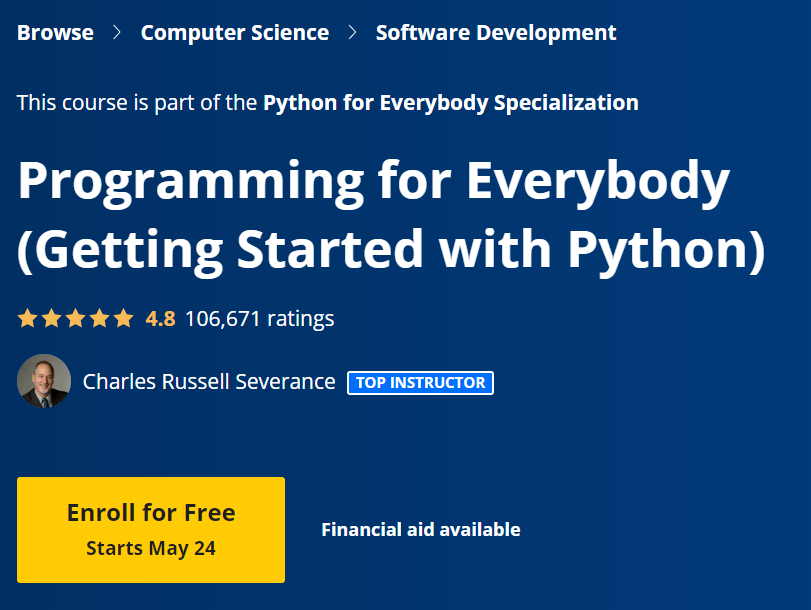 Browse > Computer Science > Software Development
This course is part of the Python for Everybody Specialization
Programming for Everybody
(Getting Started with Python)
4.8 106,671 ratings
Charles Russell Severance TOP INSTRUCTOR
Enroll for Free
Starts May 24
Financial aid available